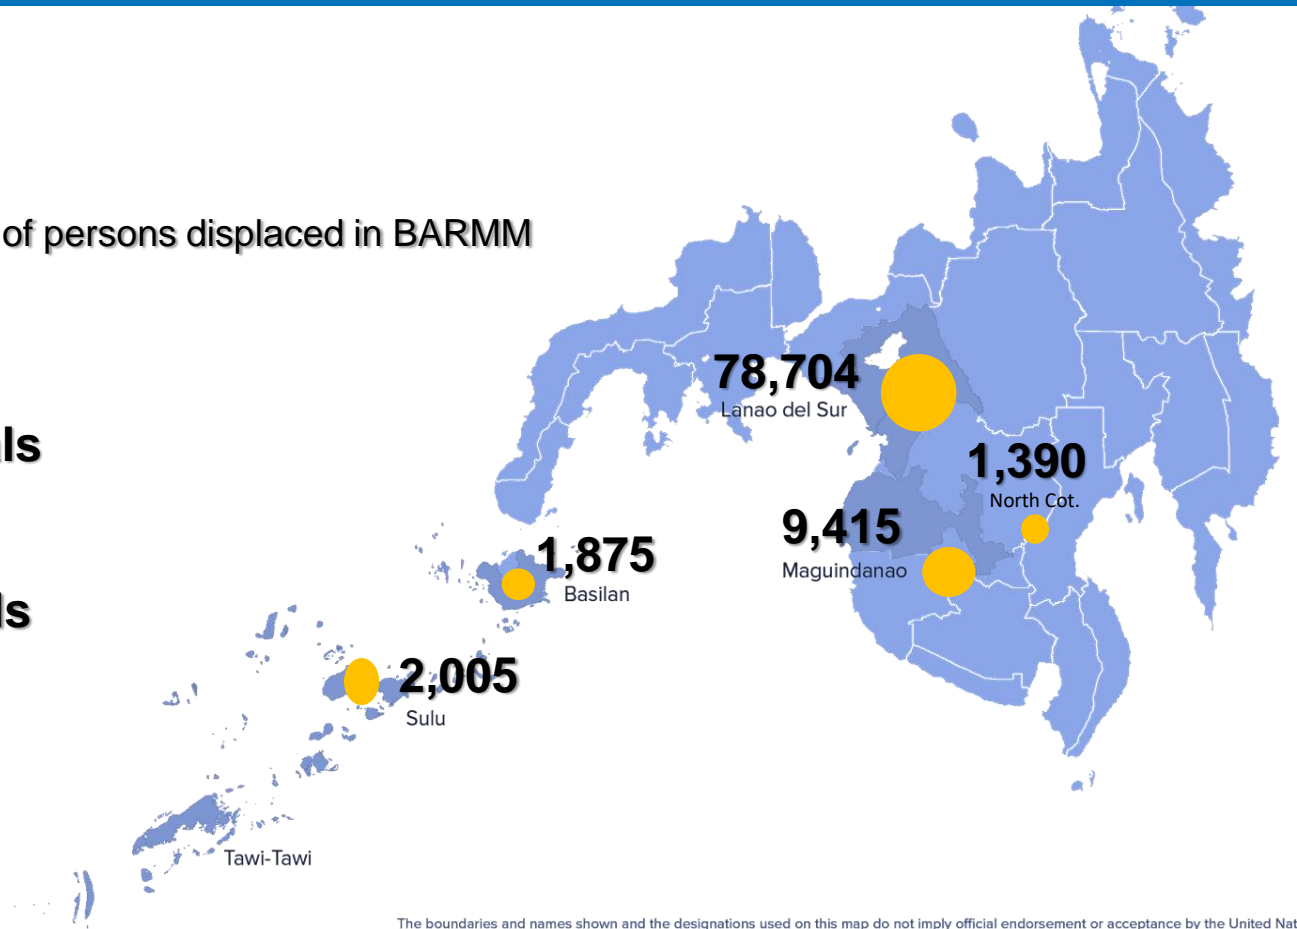 of persons displaced in BARMM
78,704
Lanao del Sur
ls
1,390
North Cot.
9,415
Maguindanao
1,875
Basilan
ls
2,005
Sulu
Tawi-Tawi
The boundaries and names shown and the designations used on this map do not imply official endorsement or acceptance by the United Nat